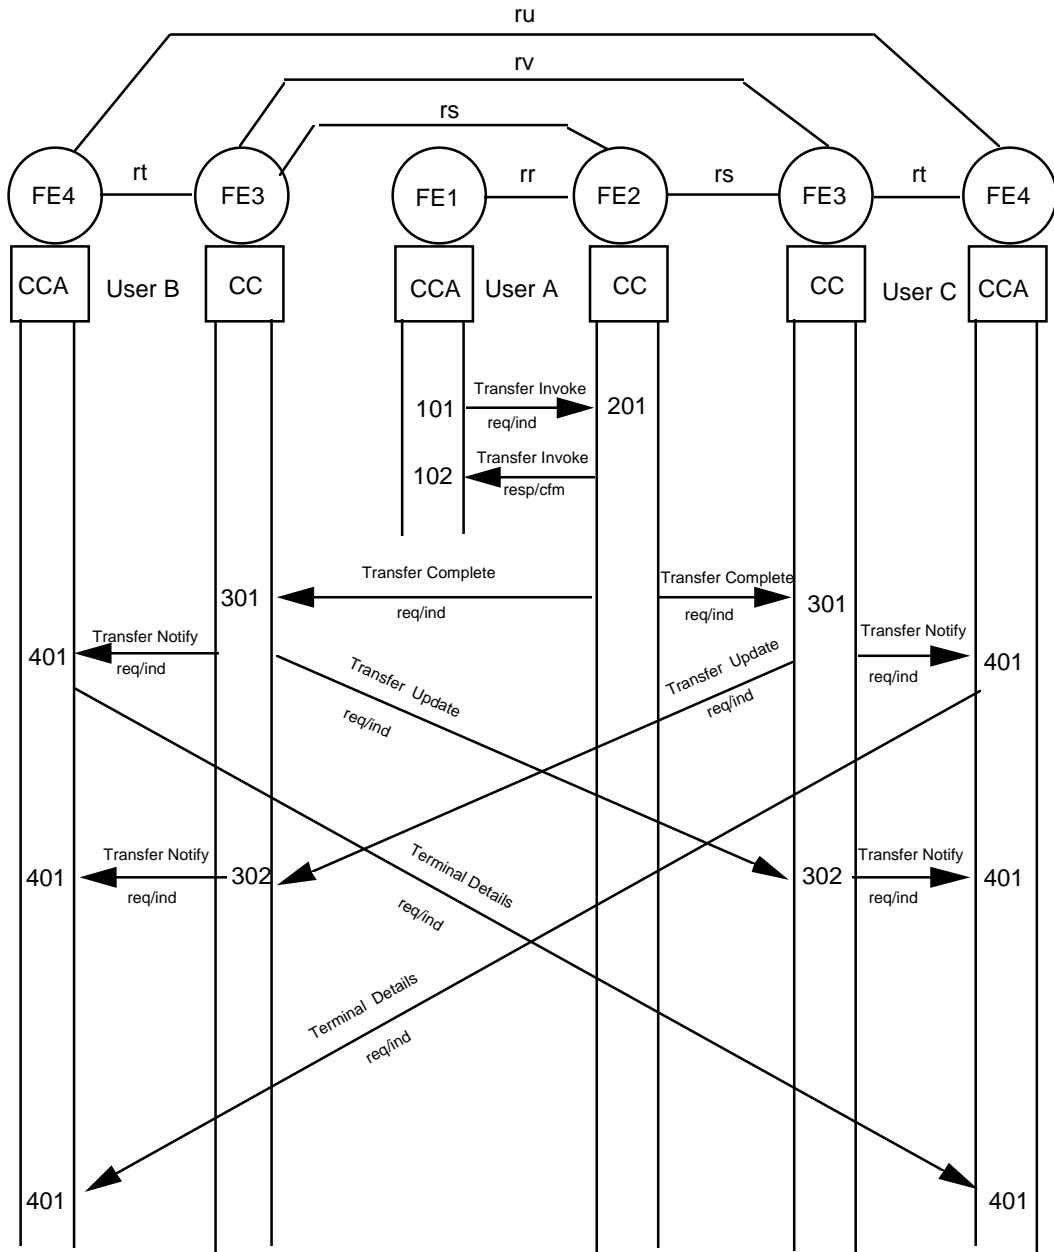 ru
rv
rs
rt
rr
rs
rt
FE4
FE3
FE1
FE2
FE3
FE4
CCA
User B
CC
CCA
User A
CC
CC
User C
CCA
Transfer Invoke
101
201
req/ind
Transfer Invoke
102
resp/cfm
Transfer Complete
Transfer Complete
301
301
req/ind
req/ind
Transfer Notify
Transfer Notify
401
401
req/ind
req/ind
Transfer Update
req/ind
Transfer Update
req/ind
Transfer Notify
Transfer Notify
401
302
302
401
req/ind
req/ind
Terminal Details
req/ind
Terminal Details
req/ind
401
401